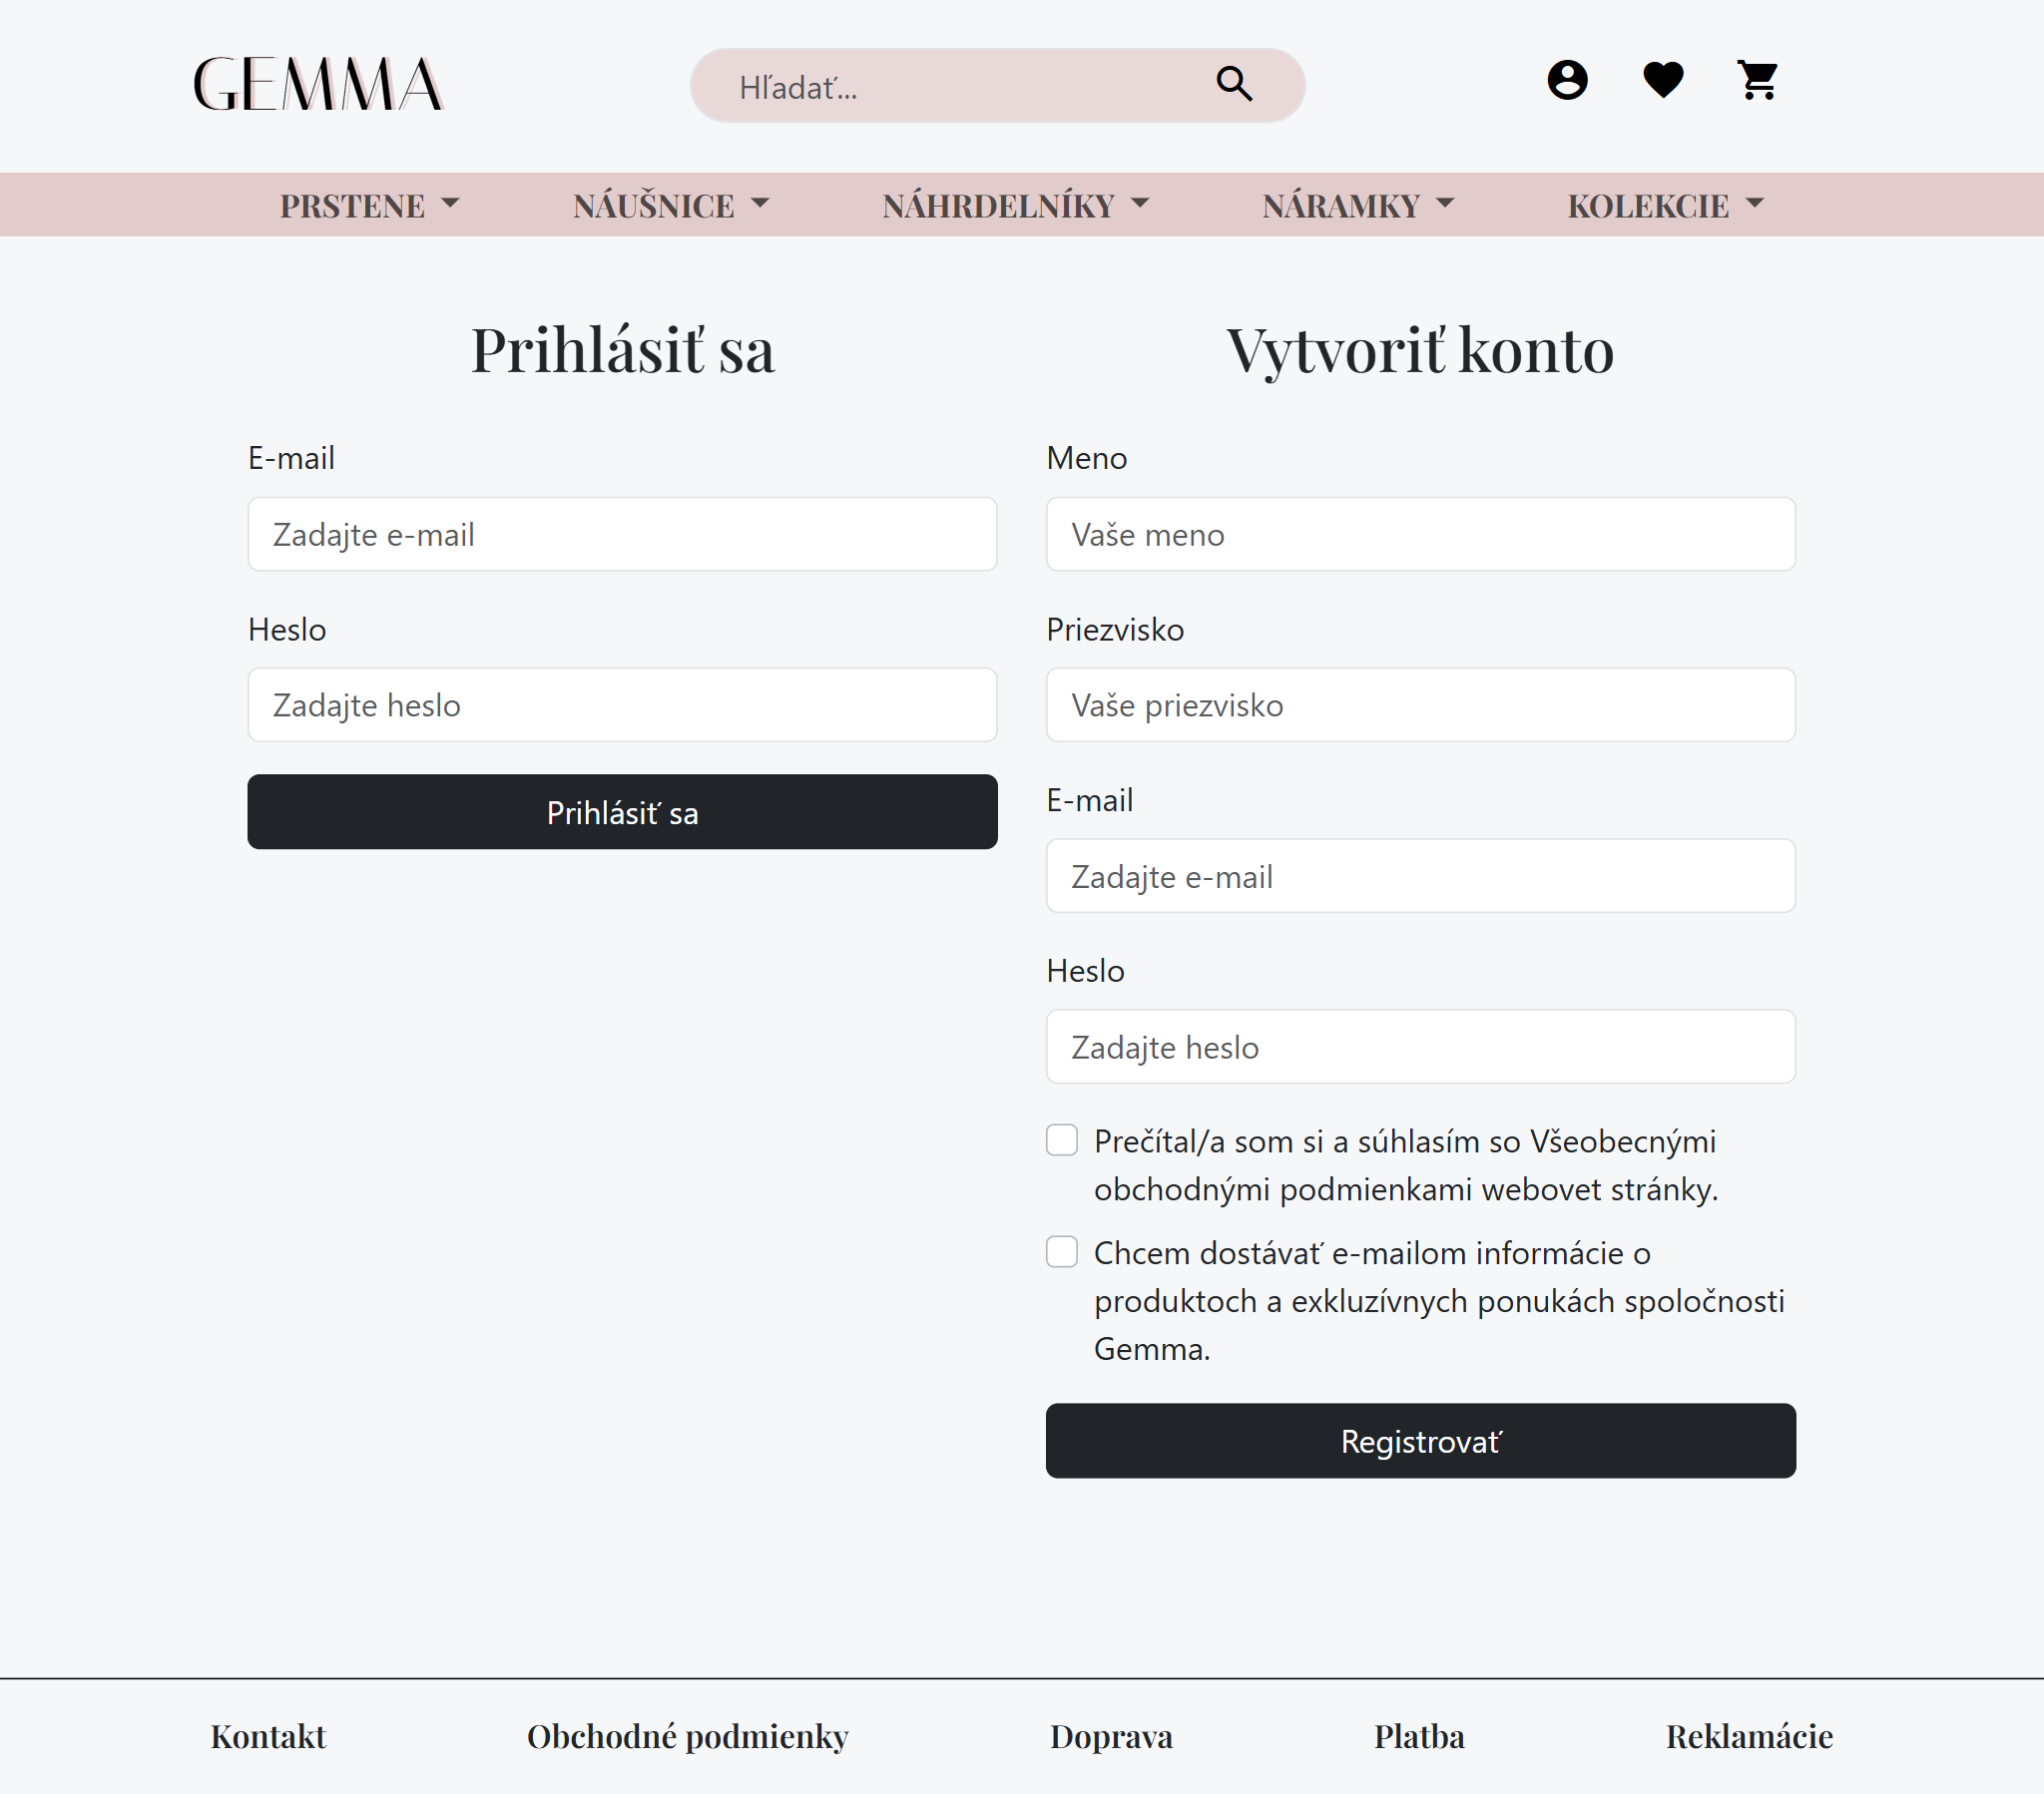 GEMMA
Hľadať...
PRSTENE
NÁUŠNICE
NÁHRDELNÍKY
NÁRAMKY
KOLEKCIE
Prihlásiť sa
E-mail
Zadajte e-mail
Heslo
Zadajte heslo
Prihlásiť sa
Vytvoriť konto
Meno
Vaše meno
Priezvisko
Vaše priezvisko
E-mail
Zadajte e-mail
Heslo
Zadajte heslo
Prečítal/a som si a súhlasím so Všeobecnými
obchodnými podmienkami webovet stránky.
Chcem dostávať e-mailom informácie o
produktoch a exkluzívnych ponukách spoločnosti
Gemma.
Registrovať
Kontakt
Obchodné podmienky
Doprava
Platba
Reklamácie